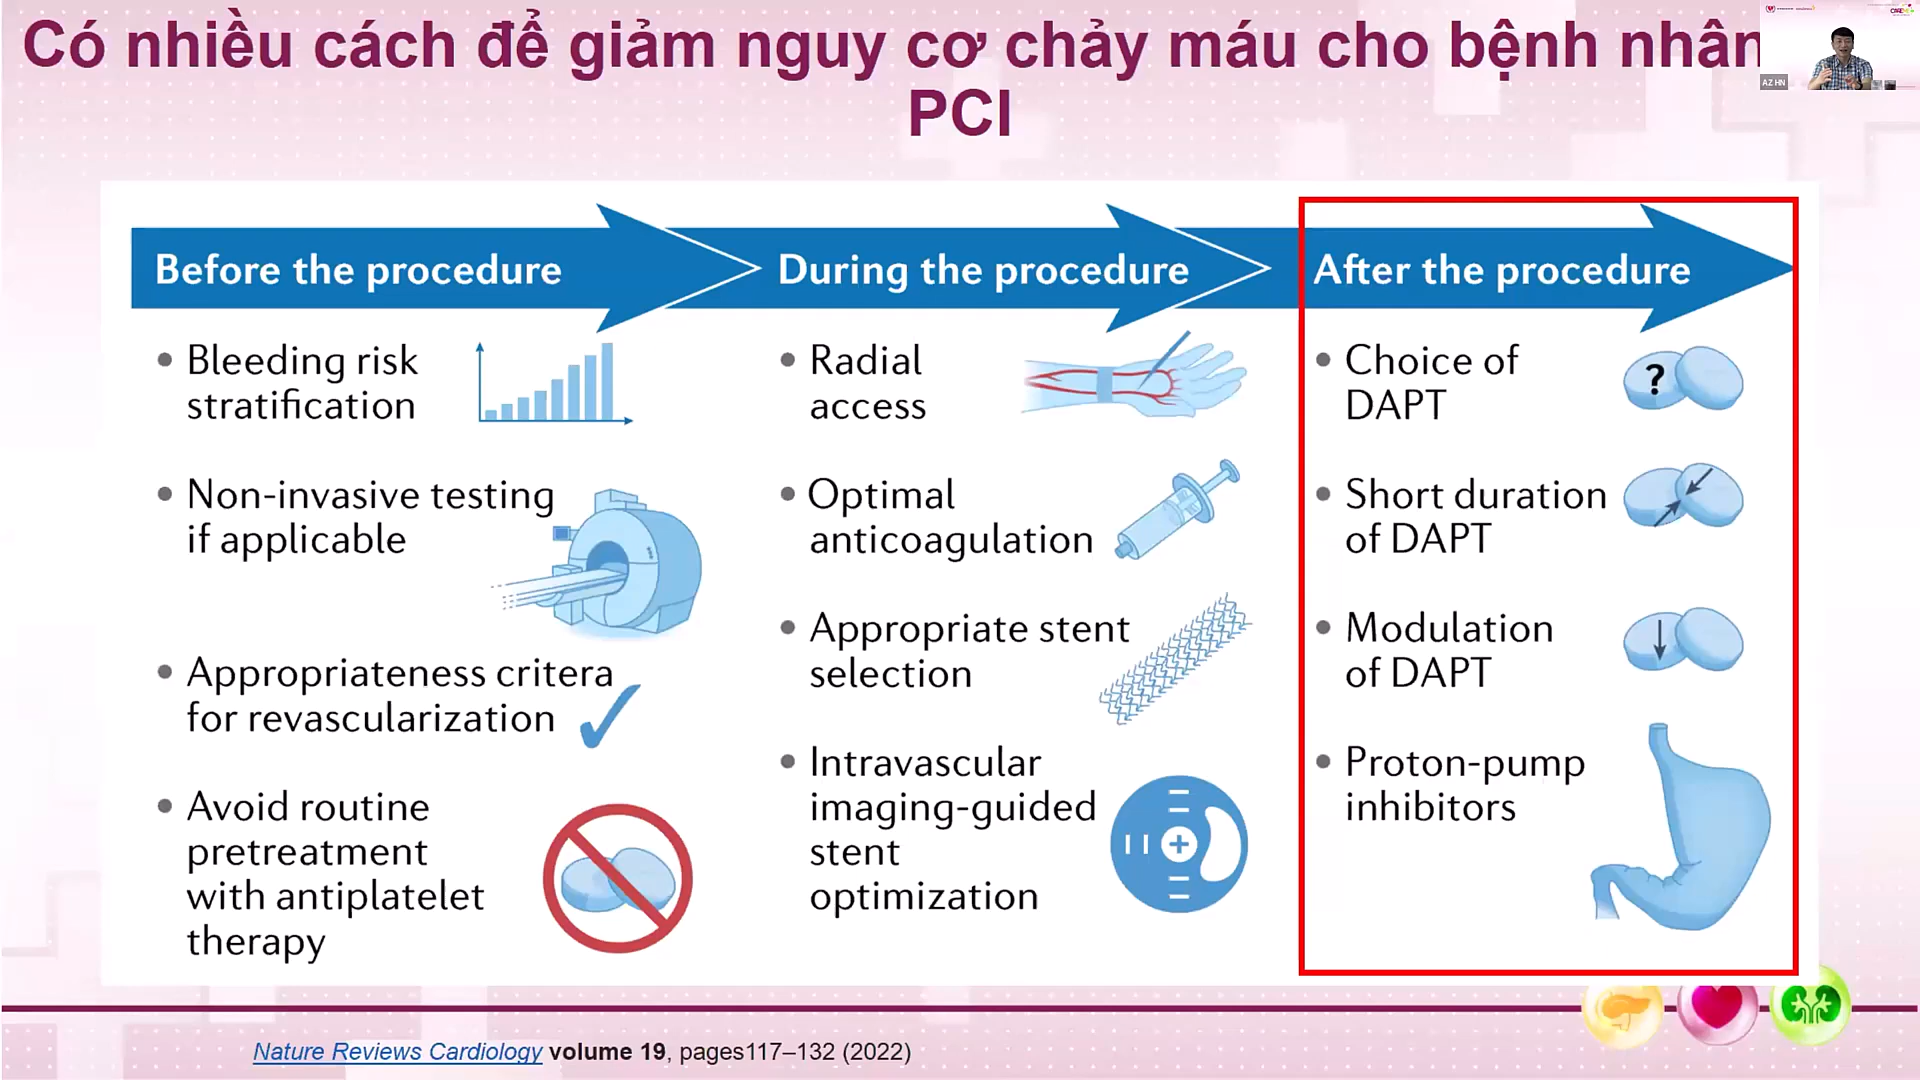 Có nhiều cách để giảm nguy cơ chảy máu cho bệnh nhân
PCI
AZ HN
Before the procedure
During the procedure
After the procedure
• Bleeding risk
stratification
• Non-invasive testing
if applicable
• Appropriateness critera
for revascularization
• Avoid routine
pretreatment
with antiplatelet
therapy
• Radial
access
• Optimal
anticoagulation
• Appropriate stent
selection
• Intravascular
imaging-guided
stent
optimization
• Choice of
DAPT
?
• Short duration
of DAPT
• Modulation
of DAPT
• Proton-pump
inhibitors
Nature Reviews Cardiology volume 19, pages117–132 (2022)